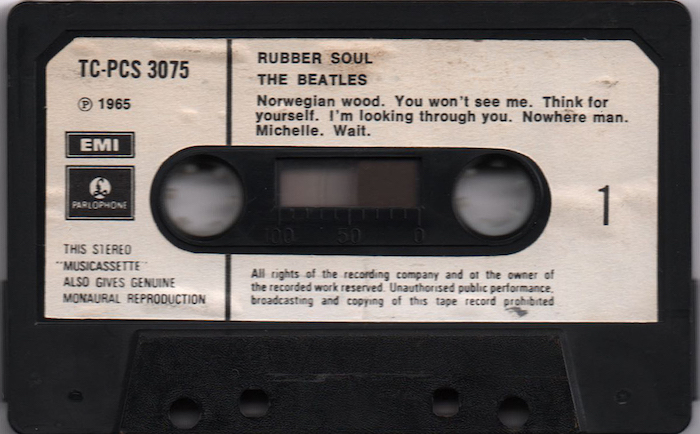 TC-PCS 3075
℗ 1965
EMI
PARLOPHONE
THIS STEREO
"MUSICASSETTE"
ALSO GIVES GENUINE
MONAURAL REPRODUCTION
RUBBER SOUL
THE BEATLES
Norwegian wood. You won't see me. Think for
yourself. I'm looking through you. Nowhere man.
Michelle. Wait.
100 50 0
1
All rights of the recording company and of the owner of
the recorded work reserved. Unauthorised public performance,
broadcasting and copying of this tape record prohibited